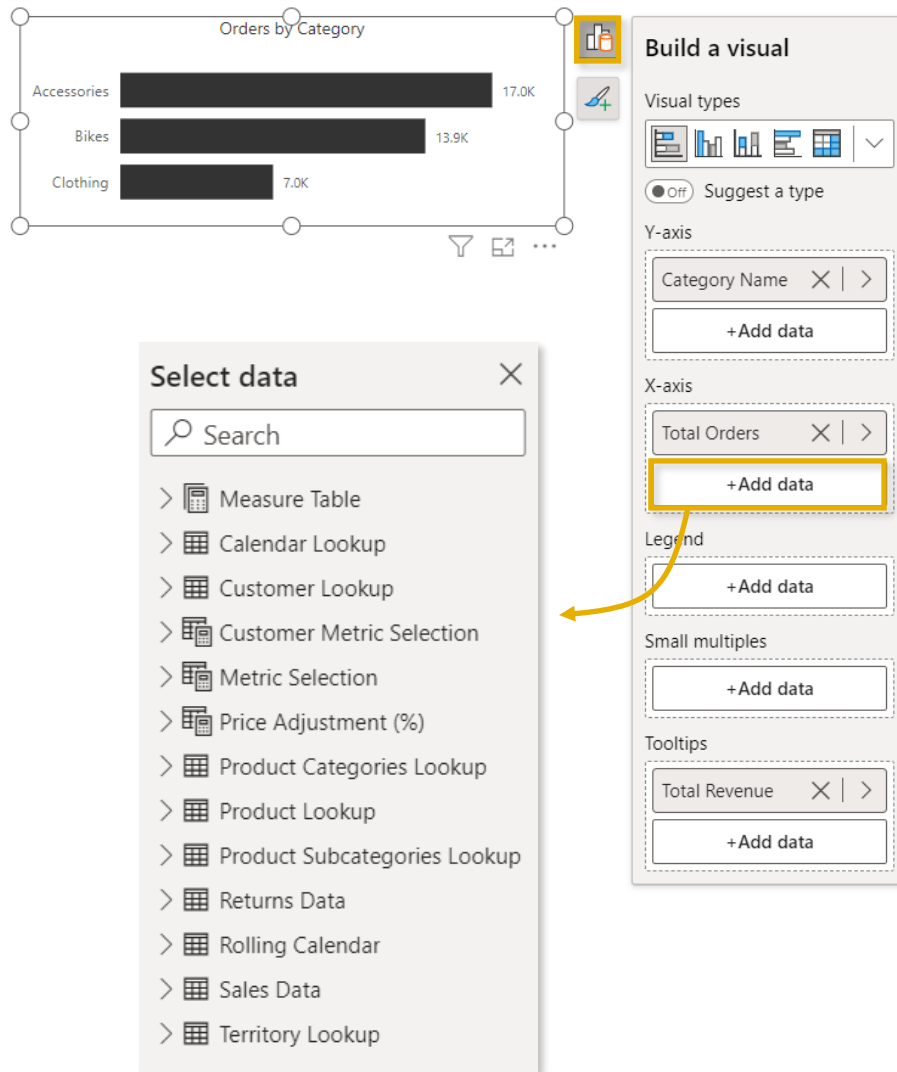 Orders by Category
Accessories
17.0K
Bikes
13.9K
Clothing
7.0K
Build a visual
Visual types
Off
Suggest a type
Y-axis
Category Name
+Add data
X-axis
Total Orders
+Add data
Legend
+Add data
Small multiples
+Add data
Tooltips
Total Revenue
+Add data
Select data
Search
Measure Table
Calendar Lookup
Customer Lookup
Customer Metric Selection
Metric Selection
Price Adjustment (%)
Product Categories Lookup
Product Lookup
Product Subcategories Lookup
Returns Data
Rolling Calendar
Sales Data
Territory Lookup